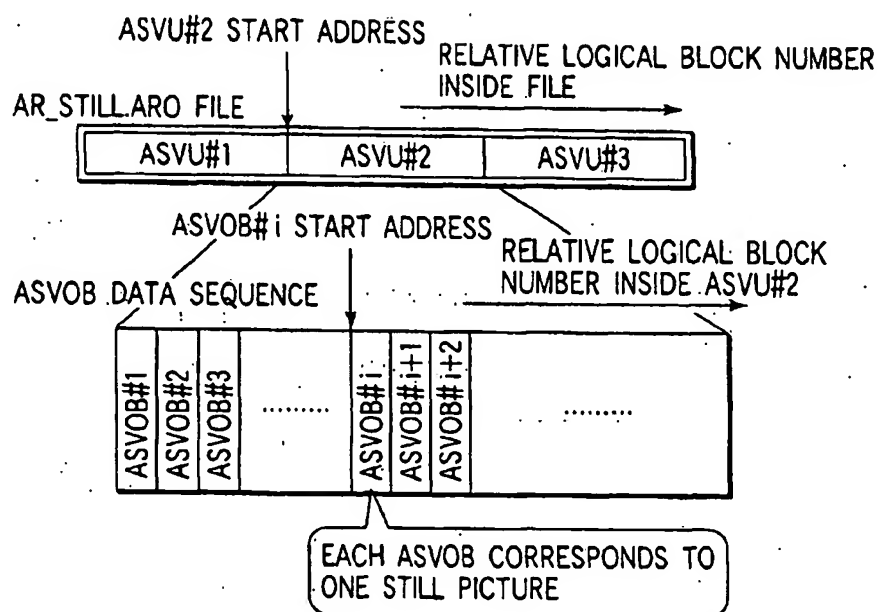 ASVU#2 START ADDRESS
RELATIVE LOGICAL BLOCK NUMBER
INSIDE FILE
AR_STILL.ARO FILE
ASVU#1
ASVU#2
ASVU#3
ASVOB#i START ADDRESS
RELATIVE LOGICAL BLOCK
NUMBER INSIDE ASVU#2
ASVOB DATA SEQUENCE
ASVOB#1
ASVOB#2
ASVOB#3
.........
ASVOB#i
ASVOB#i+1
ASVOB#i+2
.........
EACH ASVOB CORRESPONDS TO
ONE STILL PICTURE